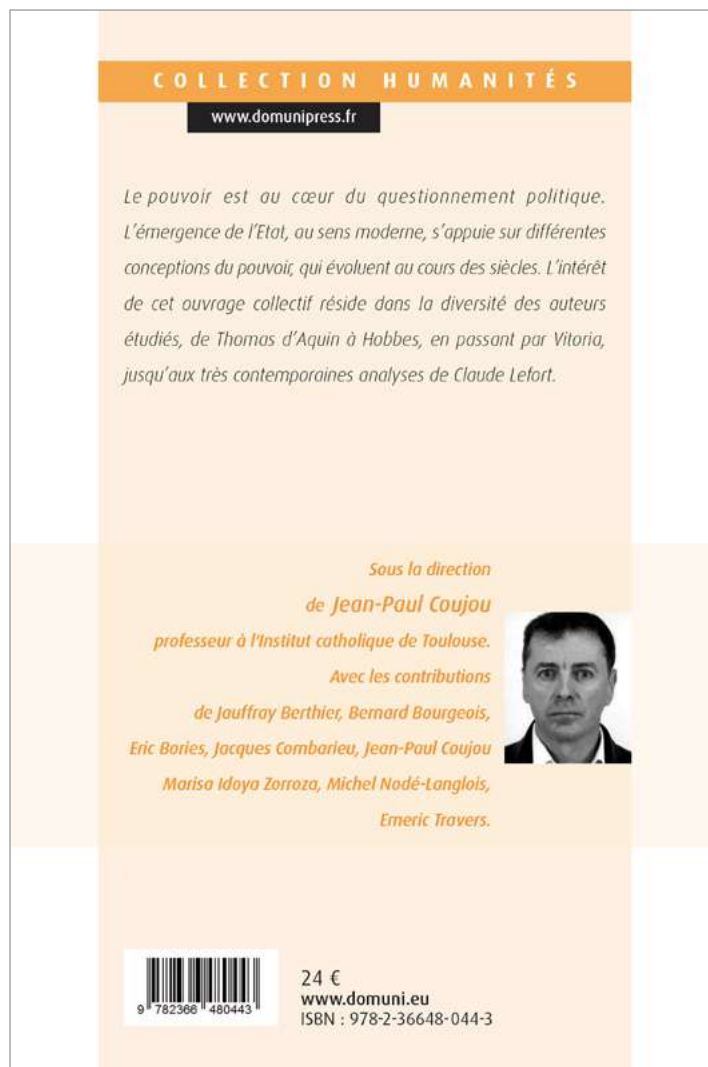 COLLECTION HUMANITÉS
www.domunipress.fr
Le pouvoir est au cœur du questionnement politique.
L’émergence de l’Etat, au sens moderne, s’appuie sur différentes
conceptions du pouvoir, qui évoluent au cours des siècles. L’intérêt
de cet ouvrage collectif réside dans la diversité des auteurs
étudiés, de Thomas d’Aquin à Hobbes, en passant par Vitoria,
jusqu’aux très contemporaines analyses de Claude Lefort.
Sous la direction
de Jean-Paul Coujou
professeur à l'Institut catholique de Toulouse.
Avec les contributions
de Jauffray Berthier, Bernard Bourgeois,
Eric Bories, Jacques Combarieu, Jean-Paul Coujou
Marisa Idoya Zorroza, Michel Nodé-Langlois,
Emeric Travers.
9 782366 480443
24 €
www.domuni.eu
ISBN : 978-2-36648-044-3